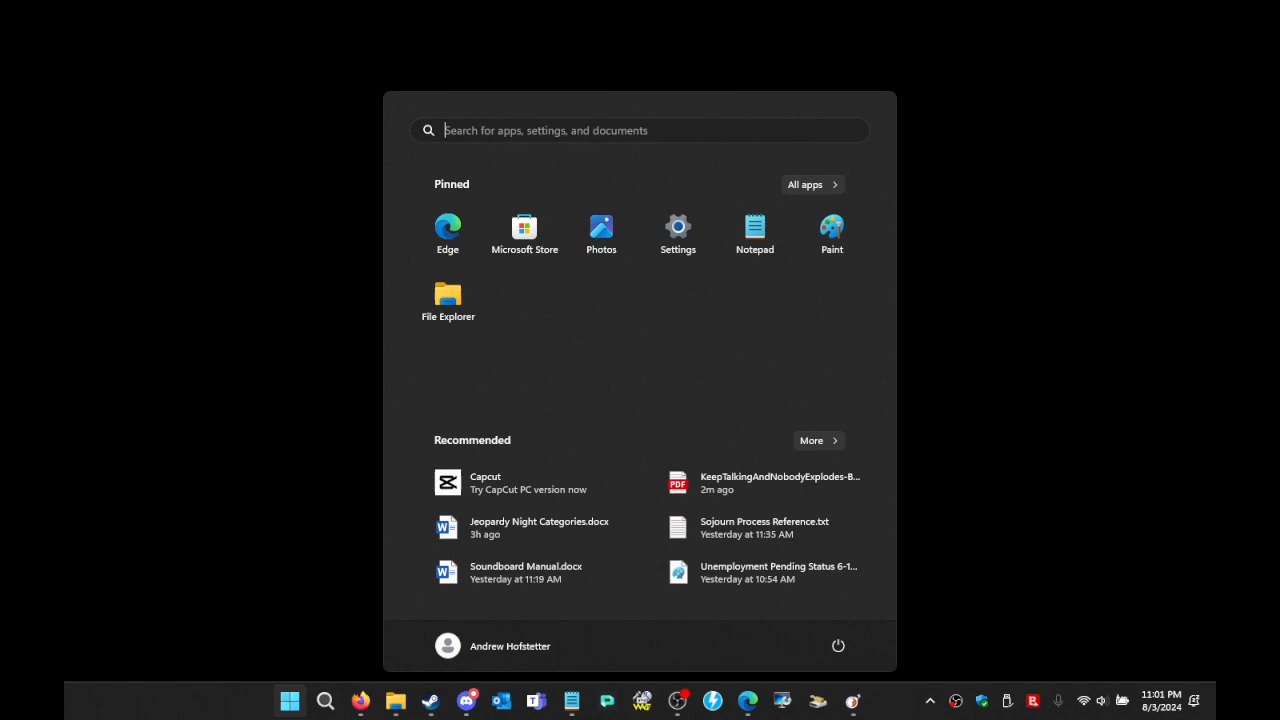 Search for apps, settings, and documents
Pinned
All apps
Edge
Microsoft Store
Photos
Settings
Notepad
Paint
File Explorer
Recommended
More
Capcut
Try CapCut PC version now
KeepTalkingAndNobodyExplodes-B...
2m ago
Jeopardy Night Categories.docx
3h ago
Sojourn Process Reference.txt
Yesterday at 11:35 AM
Soundboard Manual.docx
Yesterday at 11:19 AM
Unemployment Pending Status 6-1...
Yesterday at 10:54 AM
PDF
W
W
Andrew Hofstetter
11:01 PM
8/3/2024